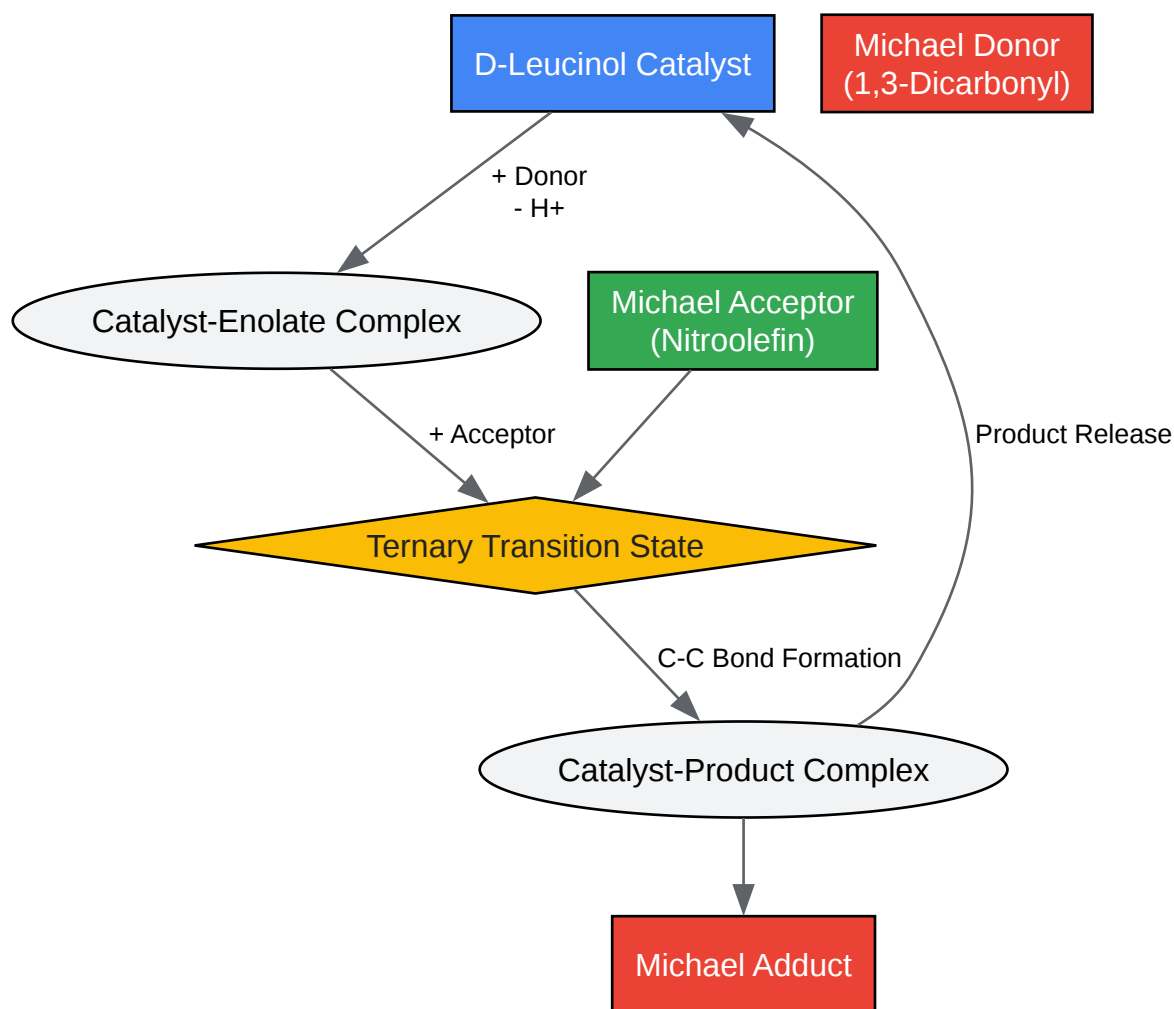 D-Leucinol Catalyst
Michael Donor
(1,3-Dicarbonyl)
+ Donor
- H+
Catalyst-Enolate Complex
Michael Acceptor
(Nitroolefin)
+ Acceptor
Product Release
Ternary Transition State
C-C Bond Formation
Catalyst-Product Complex
Michael Adduct